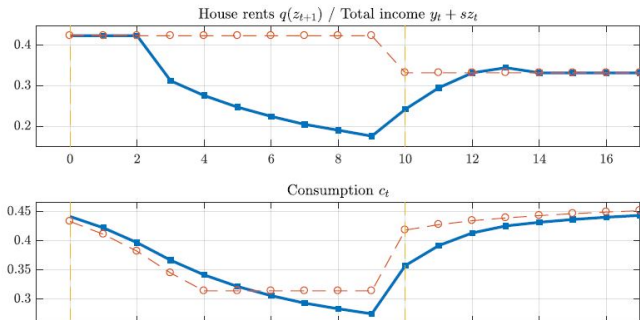 House rents q(z_{t+1}) / Total income y_t + sz_t
0.4
0.3
0.2
0 2 4 6 8 10 12 14 16
Consumption c_t
0.45
0.4
0.35
0.3